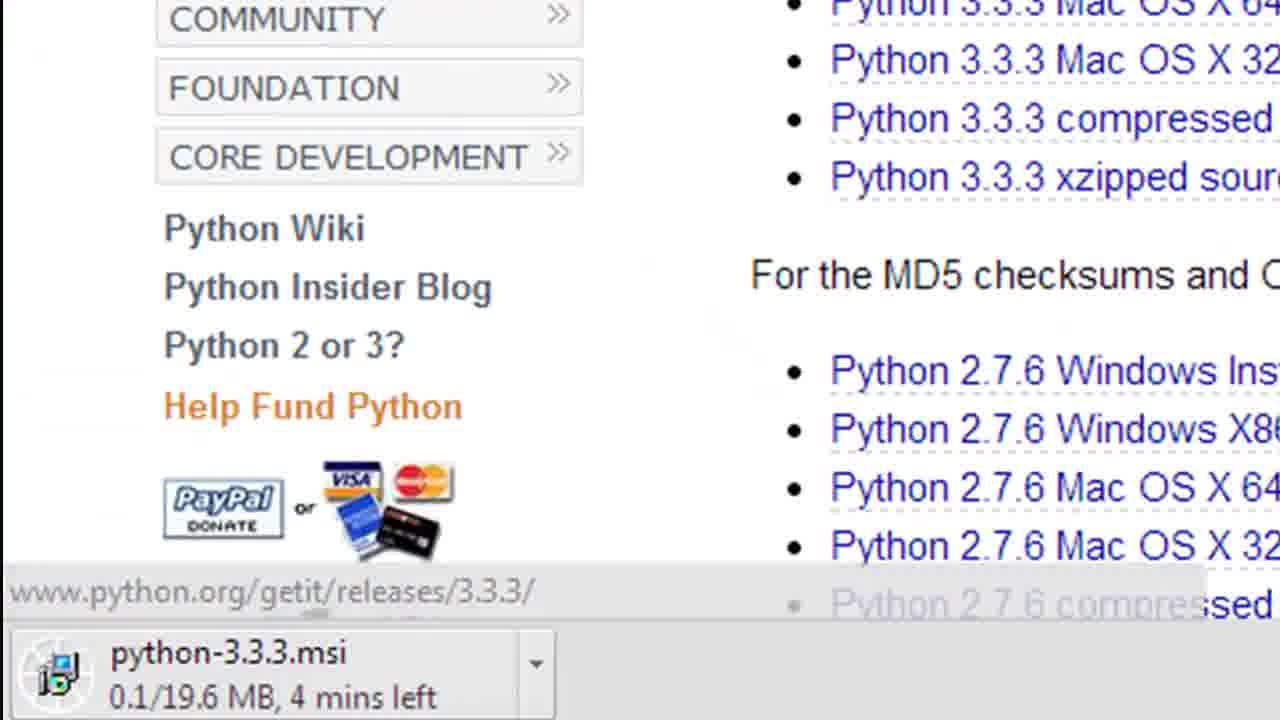 COMMUNITY
FOUNDATION
CORE DEVELOPMENT
Python Wiki
Python Insider Blog
Python 2 or 3?
Help Fund Python
PayPal
DONATE
or
VISA
Python 3.3.3 Mac OS X 64
Python 3.3.3 Mac OS X 32
Python 3.3.3 compressed
Python 3.3.3 xzipped sour
For the MD5 checksums and
Python 2.7.6 Windows Ins
Python 2.7.6 Windows X86
Python 2.7.6 Mac OS X 64
Python 2.7.6 Mac OS X 32
Python 2.7.6 compressed
www.python.org/getit/releases/3.3.3/
python-3.3.3.msi
0.1/19.6 MB, 4 mins left